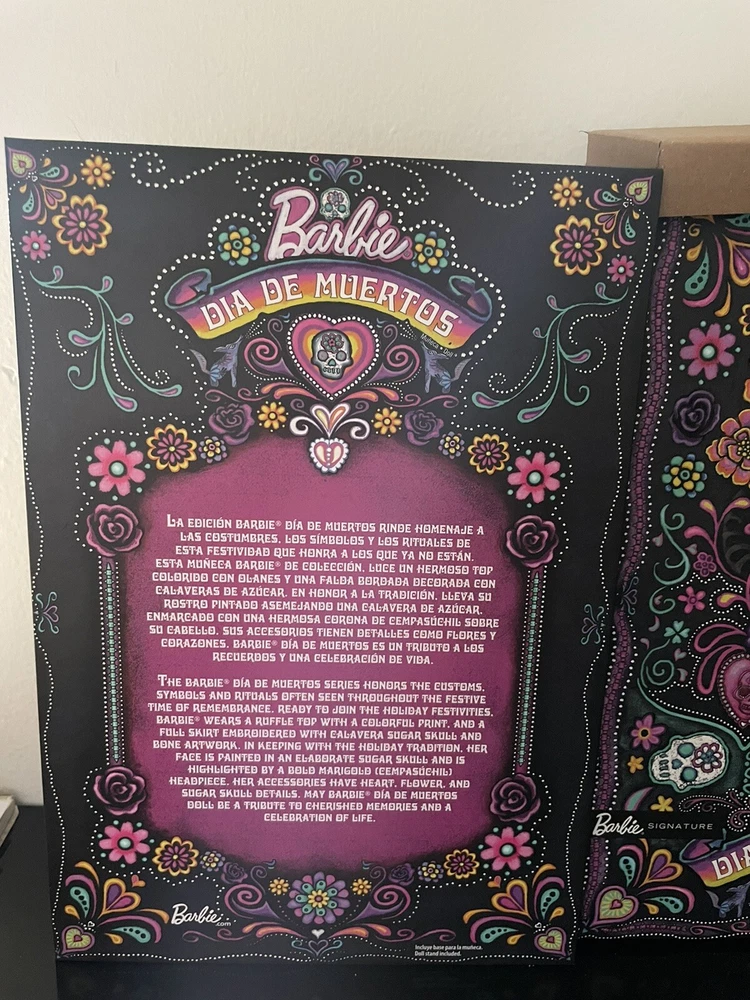 Barbie
DIA DE MUERTOS
Muñeca • Doll
LA EDICIÓN BARBIE® DÍA DE MUERTOS RINDE HOMENAJE A
LAS COSTUMBRES, LOS SÍMBOLOS Y LOS RITUALES DE
ESTA FESTIVIDAD QUE HONRA A LOS QUE YA NO ESTÁN.
ESTA MUÑECA BARBIE® DE COLECCIÓN, LUCE UN HERMOSO TOP
COLORIDO CON OLANES Y UNA FALDA BORDADA DECORADA CON
CALAVERAS DE AZÚCAR. EN HONOR A LA TRADICIÓN, LLEVA SU
ROSTRO PINTADO ASEMEJANDO UNA CALAVERA DE AZÚCAR,
ENMARCADO CON UNA HERMOSA CORONA DE CEMPASÚCHIL SOBRE
SU CABELLO. SUS ACCESORIOS TIENEN DETALLES COMO FLORES Y
CORAZONES. BARBIE® DÍA DE MUERTOS ES UN TRIBUTO A LOS
RECUERDOS Y UNA CELEBRACIÓN DE VIDA.
THE BARBIE® DÍA DE MUERTOS SERIES HONORS THE CUSTOMS,
SYMBOLS AND RITUALS OFTEN SEEN THROUGHOUT THE FESTIVE
TIME OF REMEMBRANCE. READY TO JOIN THE HOLIDAY FESTIVITIES,
BARBIE® WEARS A RUFFLE TOP WITH A COLORFUL PRINT, AND A
FULL SKIRT EMBROIDERED WITH CALAVERA SUGAR SKULL AND
BONE ARTWORK. IN KEEPING WITH THE HOLIDAY TRADITION, HER
FACE IS PAINTED IN AN ELABORATE SUGAR SKULL AND IS
HIGHLIGHTED BY A BOLD MARIGOLD (CEMPASÚCHIL)
HEADPIECE. HER ACCESSORIES HAVE HEART, FLOWER, AND
SUGAR SKULL DETAILS. MAY BARBIE® DÍA DE MUERTOS
DOLL BE A TRIBUTE TO CHERISHED MEMORIES AND A
CELEBRATION OF LIFE.
Barbie.com
Incluye base para la muñeca.
Doll stand included.
Barbie SIGNATURE
DIA